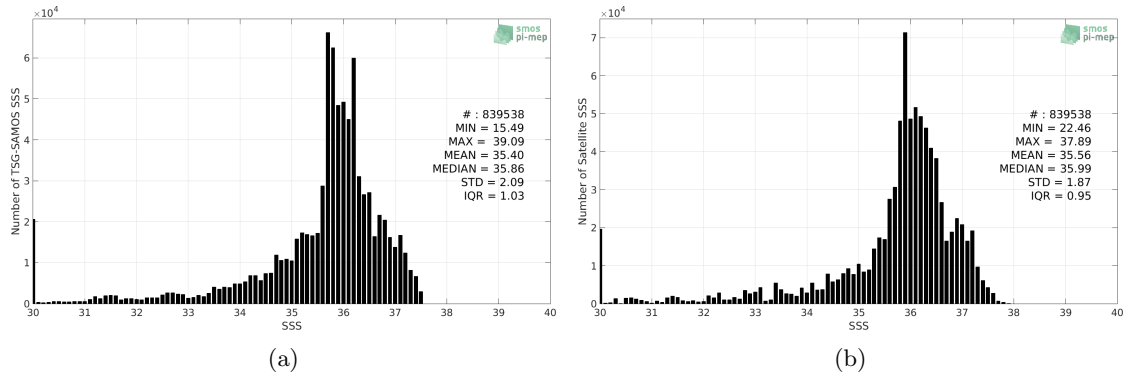 ×10⁴
6
5
4
3
2
1
0
Number of TSG-SAMOS SSS
smos
pi-mep
# : 839538
MIN = 15.49
MAX = 39.09
MEAN = 35.40
MEDIAN = 35.86
STD = 2.09
IQR = 1.03
30 31 32 33 34 35 36 37 38 39 40
SSS
(a)
×10⁴
7
6
5
4
3
2
1
0
Number of Satellite SSS
smos
pi-mep
# : 839538
MIN = 22.46
MAX = 37.89
MEAN = 35.56
MEDIAN = 35.99
STD = 1.87
IQR = 0.95
30 31 32 33 34 35 36 37 38 39 40
SSS
(b)